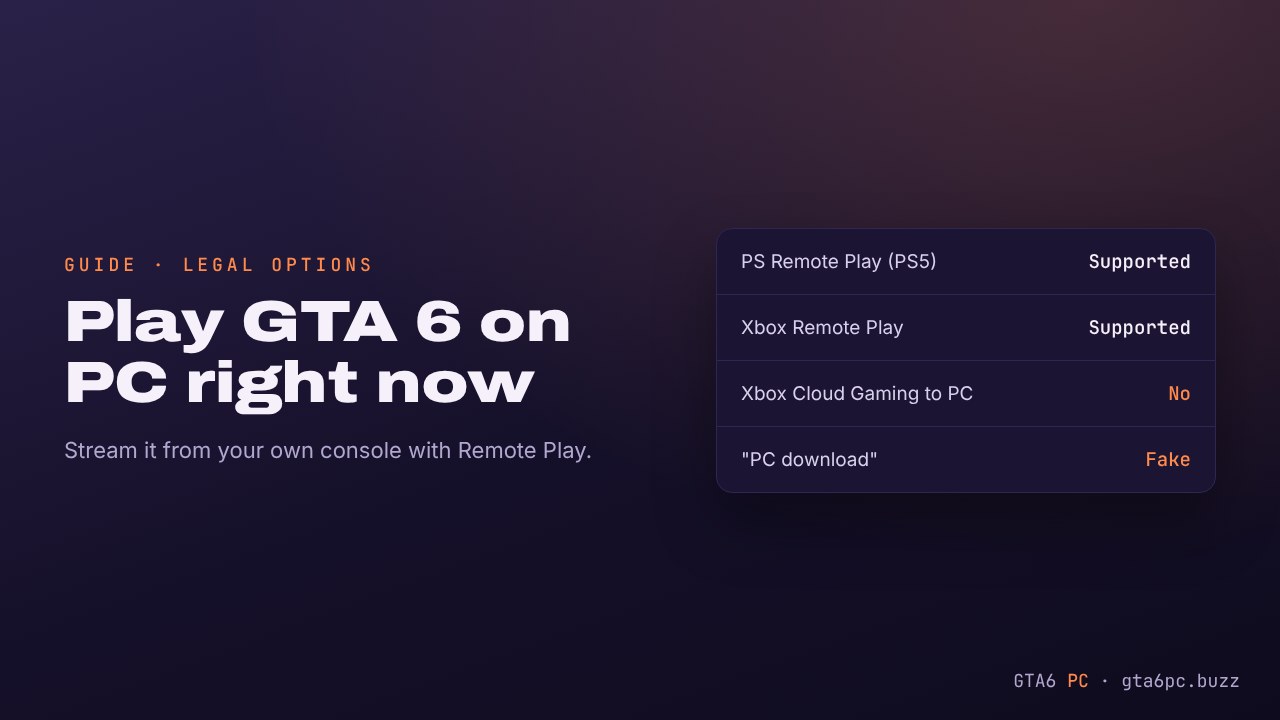 GUIDE · LEGAL OPTIONS
Play GTA 6 on
PC right now
Stream it from your own console with Remote Play.
PS Remote Play (PS5) Supported
Xbox Remote Play Supported
Xbox Cloud Gaming to PC No
"PC download" Fake
GTA6 PC · gta6pc.buzz